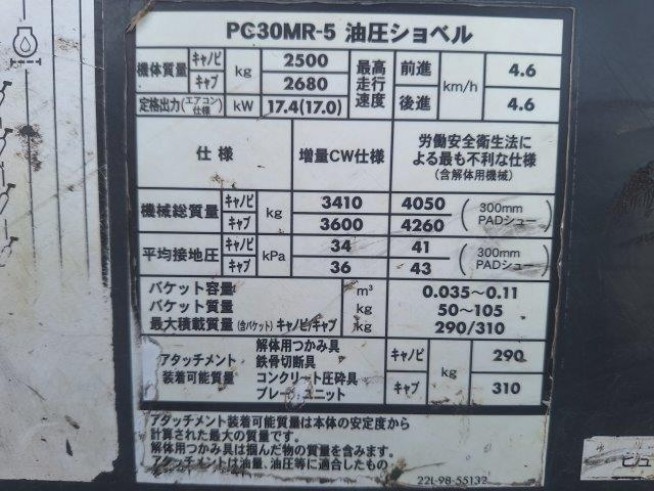 PC30MR-5 油圧ショベル
機体質量 キャノピ kg 2500 最高走行速度 前進 km/h 4.6
キャブ 2680 後進 4.6
定格出力(エアコン仕様) kW 17.4(17.0)
仕様 増量CW仕様 労働安全衛生法による最も不利な仕様(含解体用機械)
機械総質量 キャノピ kg 3410 4050 (300mm PADシュー)
キャブ 3600 4260
平均接地圧 キャノピ kPa 34 41 (300mm PADシュー)
キャブ 36 43
バケット容量 m³ 0.035～0.11
バケット質量 kg 50～105
最大積載質量(含バケット) キャノピ/キャブ kg 290/310
アタッチメント装着可能質量 解体用つかみ具 キャノピ kg 290
鉄骨切断具
コンクリート圧砕具 キャブ 310
ブレーカユニット
アタッチメント装着可能質量は本体の安定度から
計算された最大の質量です。
解体用つかみ具は掴んだ物の質量を含みます。
アタッチメントは油量、油圧等に適合したもの
22L-98-55132